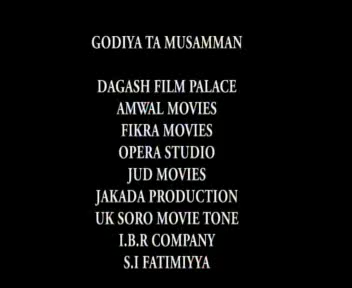 GODIYA TA MUSAMMAN
DAGASH FILM PALACE
AMWAL MOVIES
FIKRA MOVIES
OPERA STUDIO
JUD MOVIES
JAKADA PRODUCTION
UK SORO MOVIE TONE
I.B.R COMPANY
S.I FATIMIYYA